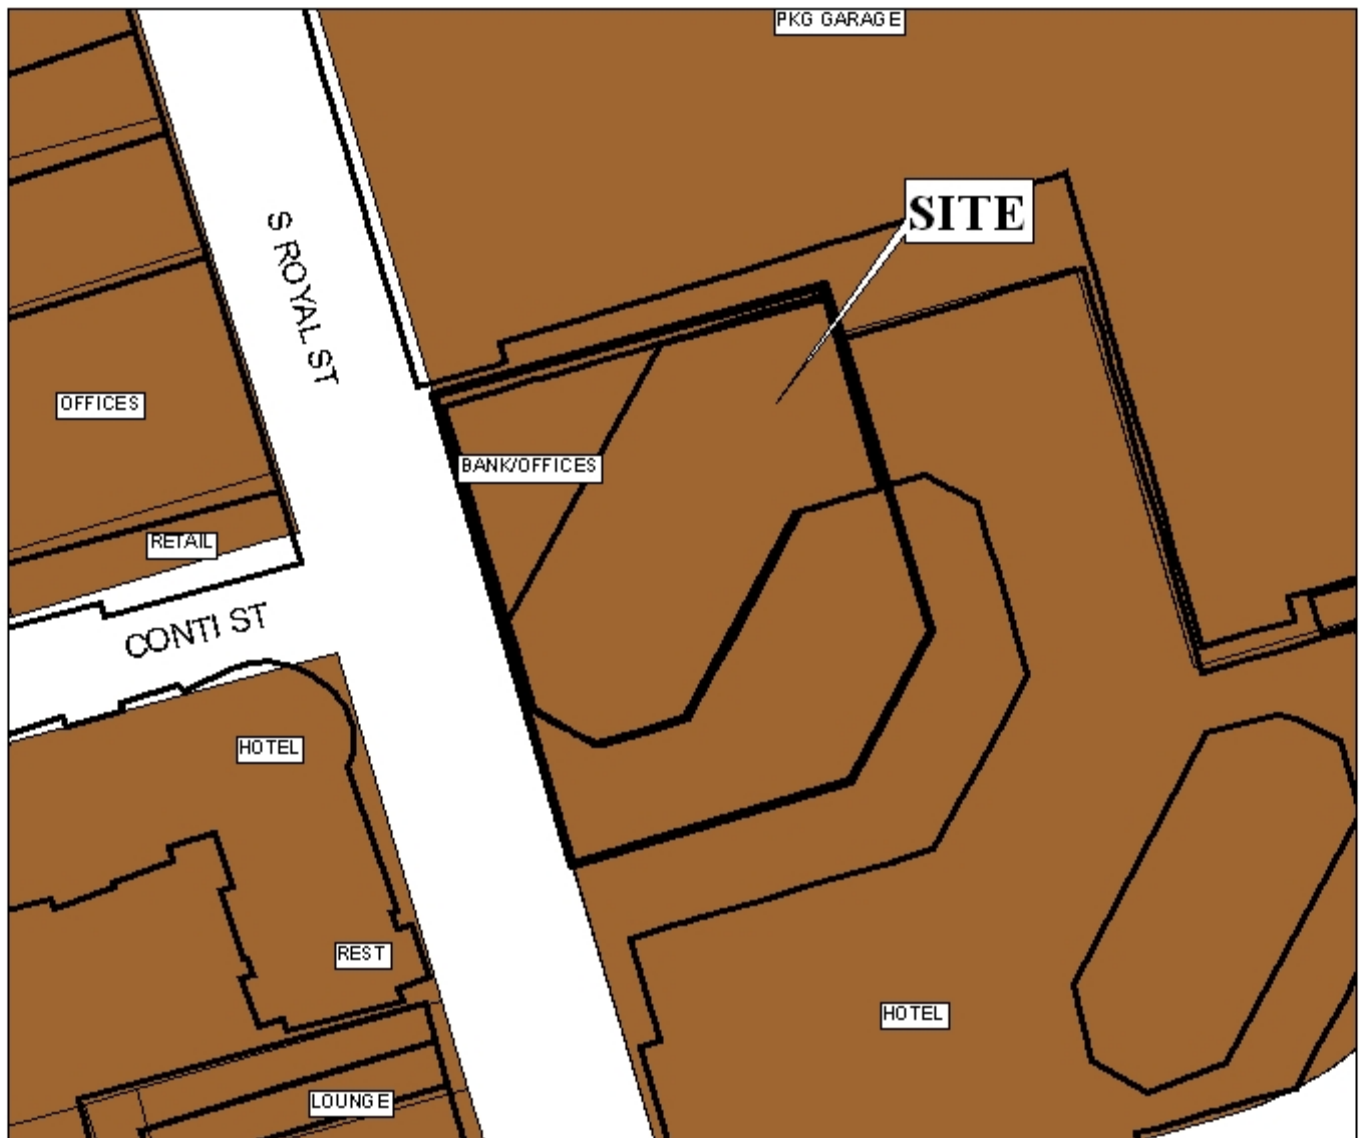 PKG GARAGE
SITE
S ROYAL ST
OFFICES
BANK/OFFICES
RETAIL
CONTI ST
HOTEL
REST
HOTEL
LOUNGE